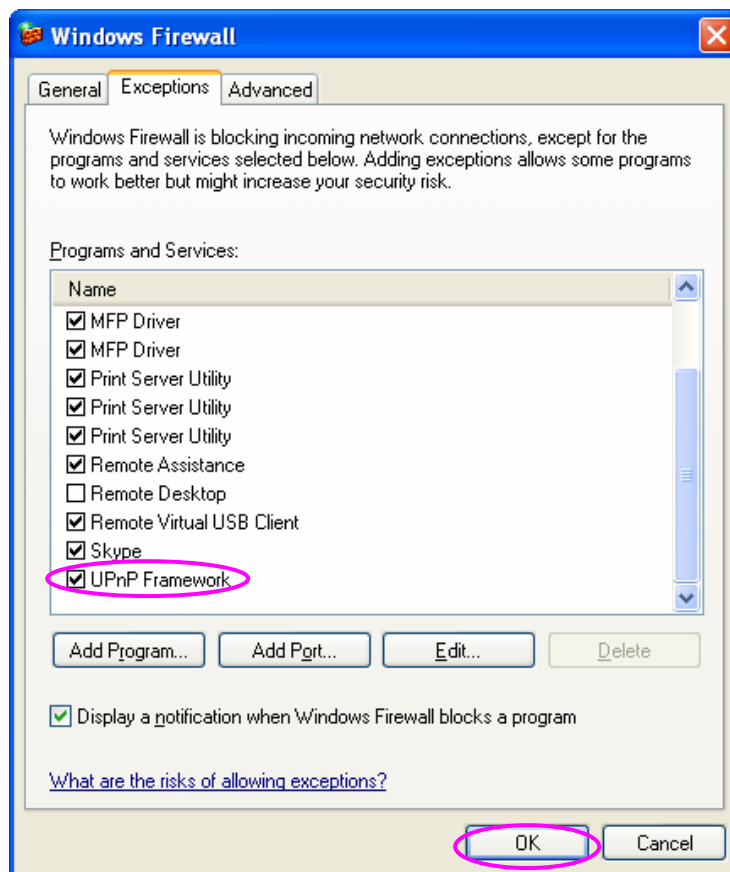 Windows Firewall
General Exceptions Advanced
Windows Firewall is blocking incoming network connections, except for the
programs and services selected below. Adding exceptions allows some programs
to work better but might increase your security risk.
Programs and Services:
Name
MFP Driver
MFP Driver
Print Server Utility
Print Server Utility
Print Server Utility
Remote Assistance
Remote Desktop
Remote Virtual USB Client
Skype
UPnP Framework
Add Program... Add Port... Edit... Delete
Display a notification when Windows Firewall blocks a program
What are the risks of allowing exceptions?
OK Cancel